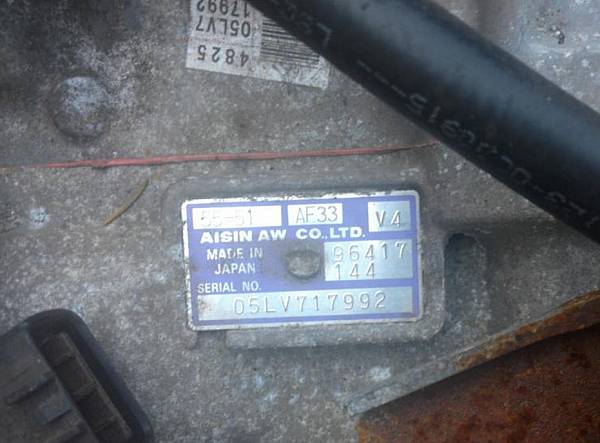 4825
05LV7
17992
55-51 AF33 V4
AISIN AW CO.,LTD.
MADE IN JAPAN
96417
144
SERIAL NO.
05LV717992